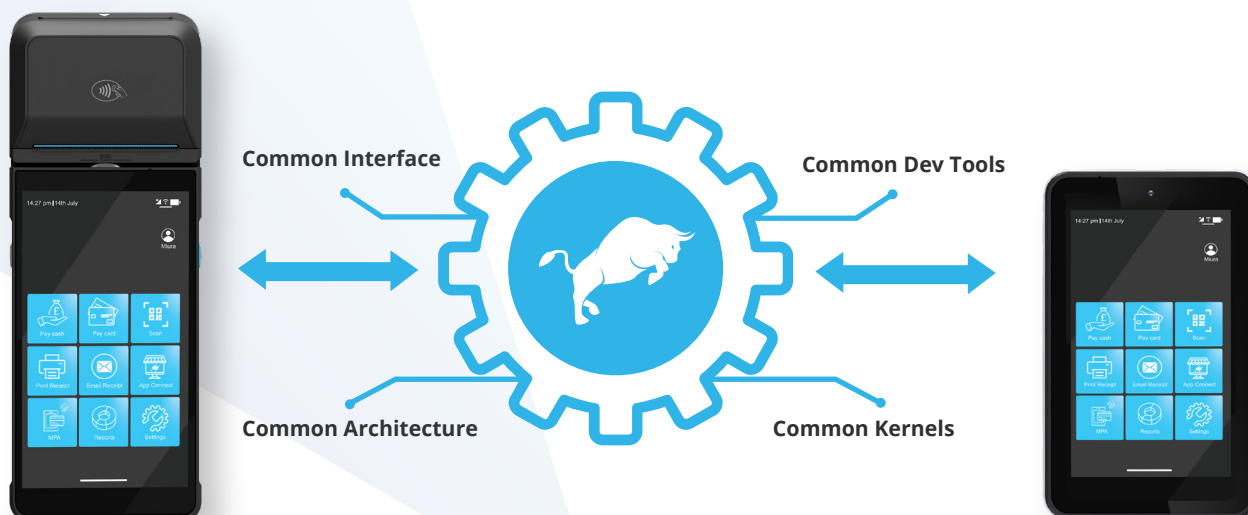 Common Interface
Common Dev Tools
Common Architecture
Common Kernels
14:27 pm | 14th July
Miura
Pay cash
Pay card
Scan
Print Receipt
Email Receipt
App Connect
MPA
Reports
Settings
14:27 pm | 14th July
Miura
Pay cash
Pay card
Scan
Print Receipt
Email Receipt
App Connect
MPA
Reports
Settings